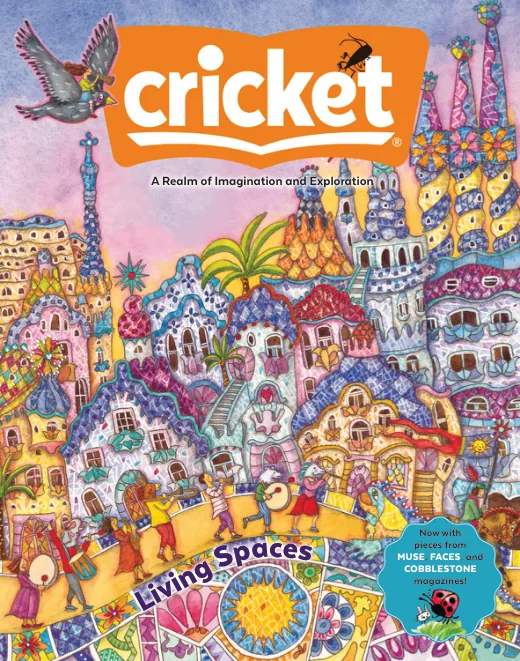 cricket
®
A Realm of Imagination and Exploration
Living Spaces
Now with
pieces from
MUSE FACES and
COBBLESTONE
magazines!